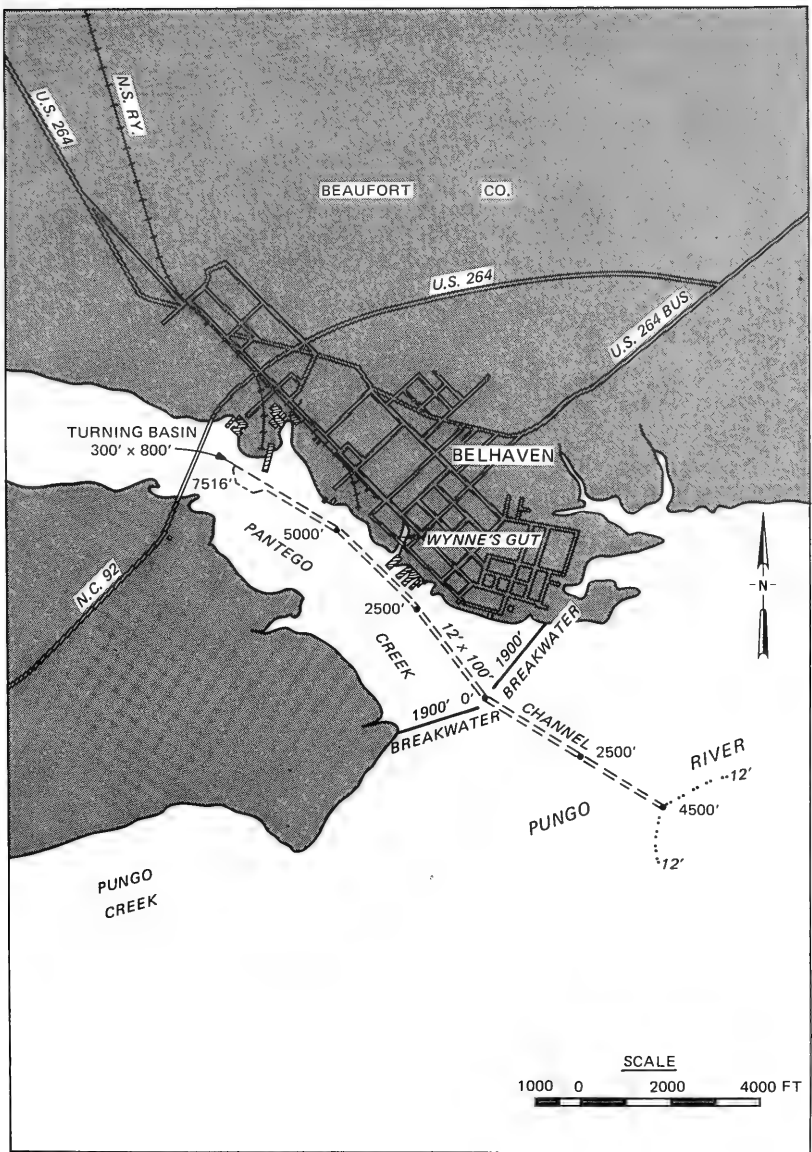 U.S. 264
N.S. RY.
BEAUFORT CO.
U.S. 264
U.S. 264 BUS
TURNING BASIN
300' x 800'
BELHAVEN
7516'
WYNNE'S GUT
5000'
PANTEGO
CREEK
N.C. 92
2500'
12' x 100'
-N-
1900'
BREAKWATER
1900' 0'
BREAKWATER
CHANNEL
2500'
RIVER
12'
PUNGO
4500'
12'
PUNGO
CREEK
SCALE
1000 0 2000 4000 FT